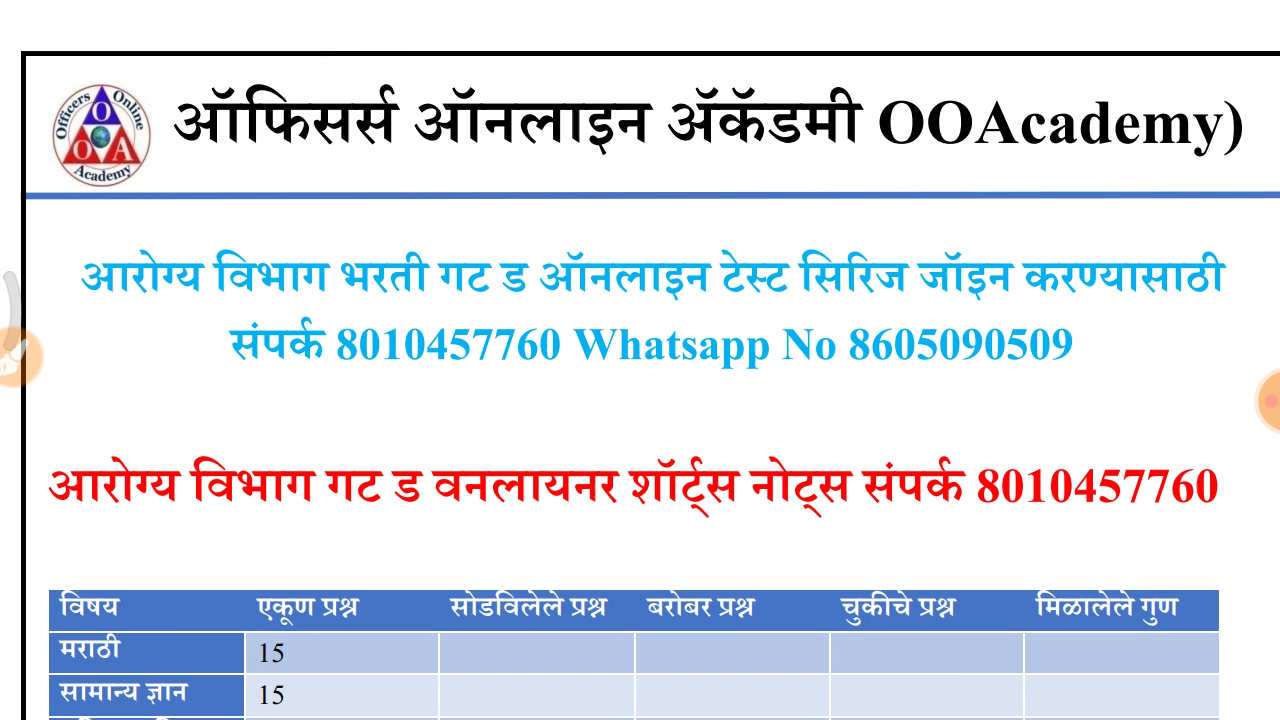 Officers Online
O
O A
Academy
ऑफिसर्स ऑनलाइन ॲकॅडमी OOAcademy)
आरोग्य विभाग भरती गट ड ऑनलाइन टेस्ट सिरिज जॉइन करण्यासाठी
संपर्क 8010457760 Whatsapp No 8605090509
आरोग्य विभाग गट ड वनलायनर शॉर्ट्स नोट्स संपर्क 8010457760
विषय एकूण प्रश्न सोडविलेले प्रश्न बरोबर प्रश्न चुकीचे प्रश्न मिळालेले गुण
मराठी 15
सामान्य ज्ञान 15